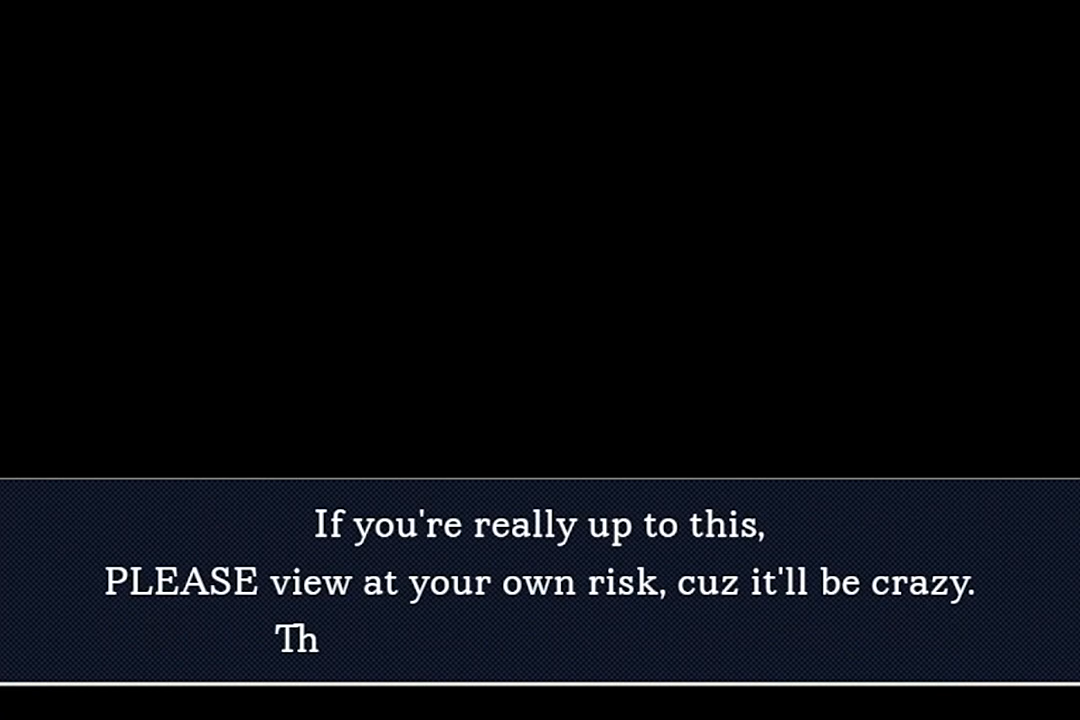 If you're really up to this,
PLEASE view at your own risk, cuz it'll be crazy.
Th